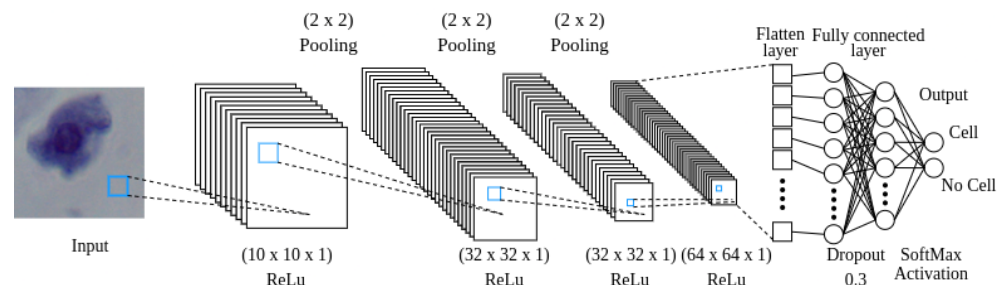 (2 x 2)
Pooling
(2 x 2)
Pooling
(2 x 2)
Pooling
Flatten
layer
Fully connected
layer
Output
Cell
No Cell
Input
(10 x 10 x 1)
ReLu
(32 x 32 x 1)
ReLu
(32 x 32 x 1)
ReLu
(64 x 64 x 1)
ReLu
Dropout
0.3
SoftMax
Activation